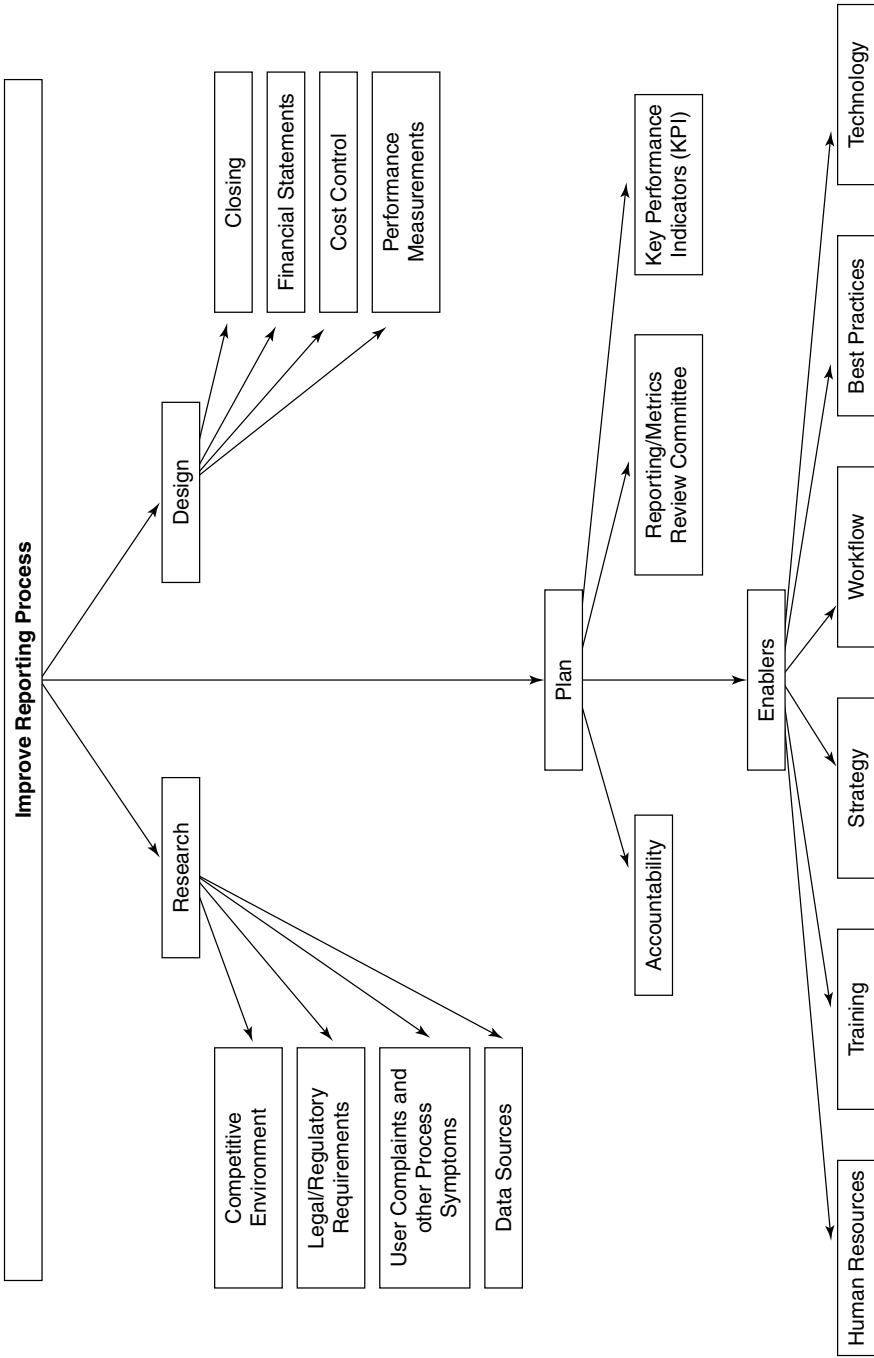 Improve Reporting Process
Research
Design
Competitive
Environment
Legal/Regulatory
Requirements
User Complaints and
other Process
Symptoms
Data Sources
Closing
Financial Statements
Cost Control
Performance
Measurements
Plan
Accountability
Reporting/Metrics
Review Committee
Key Performance
Indicators (KPI)
Enablers
Human Resources
Training
Strategy
Workflow
Best Practices
Technology